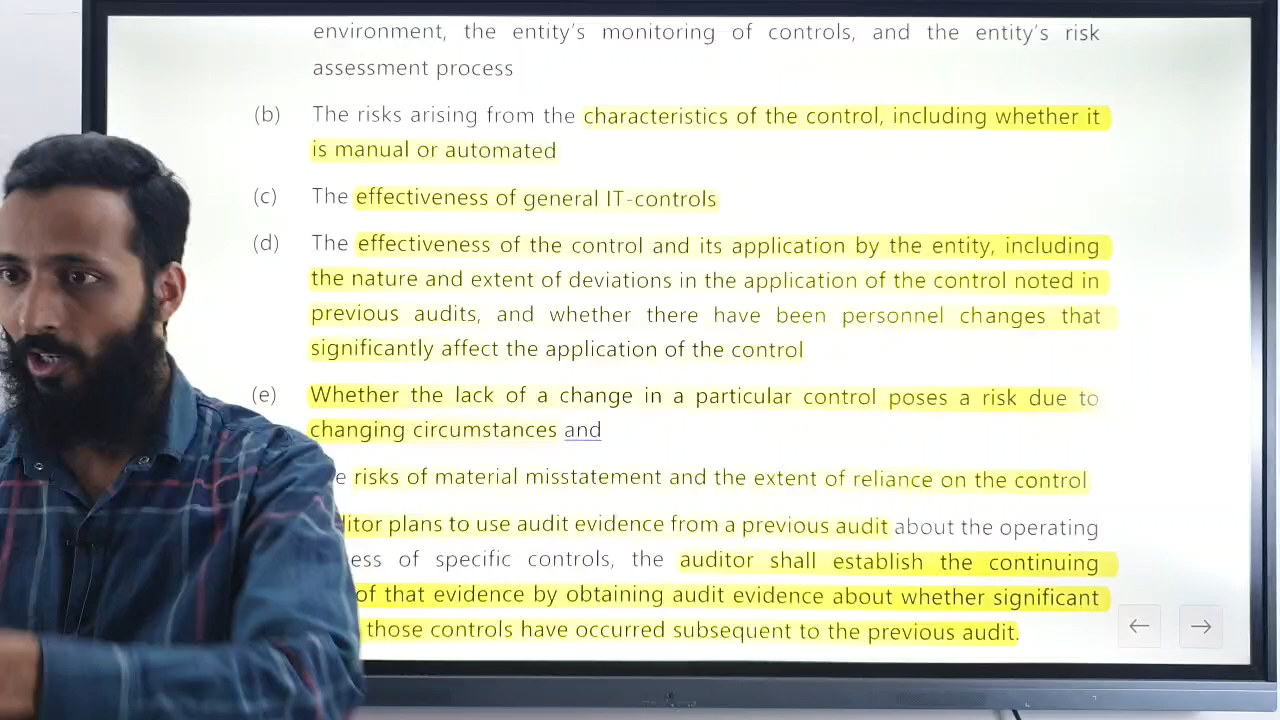 environment, the entity's monitoring of controls, and the entity's risk
assessment process
(b) The risks arising from the characteristics of the control, including whether it
is manual or automated
(c) The effectiveness of general IT-controls
(d) The effectiveness of the control and its application by the entity, including
the nature and extent of deviations in the application of the control noted in
previous audits, and whether there have been personnel changes that
significantly affect the application of the control
(e) Whether the lack of a change in a particular control poses a risk due to
changing circumstances and
risks of material misstatement and the extent of reliance on the control
plans to use audit evidence from a previous audit about the operating
of specific controls, the auditor shall establish the continuing
of that evidence by obtaining audit evidence about whether significant
those controls have occurred subsequent to the previous audit.